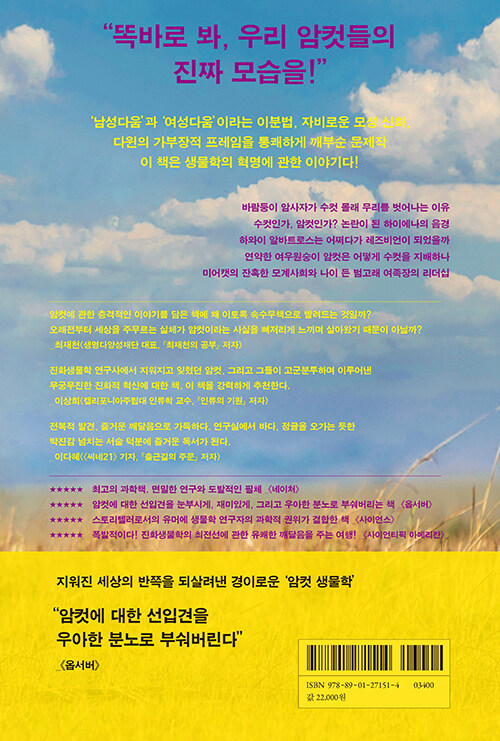 “똑바로 봐, 우리 암컷들의
진짜 모습을!”
‘남성다움’과 ‘여성다움’이라는 이분법, 자비로운 모성 신화,
다윈의 가부장적 프레임을 통쾌하게 깨부순 문제작
이 책은 생물학의 혁명에 관한 이야기다!
바람둥이 암사자가 수컷 몰래 무리를 벗어나는 이유
수컷인가, 암컷인가? 논란이 된 하이에나의 음경
하와이 알바트로스는 어쩌다가 레즈비언이 되었을까
연약한 여우원숭이 암컷은 어떻게 수컷을 지배하나
미어캣의 잔혹한 모계사회와 나이 든 범고래 여족장의 리더십
암컷에 관한 충격적인 이야기를 담은 책에 왜 이토록 속수무책으로 빨려드는 것일까?
오래전부터 세상을 주무르는 실체가 암컷이라는 사실을 뼈저리게 느끼며 살아왔기 때문이 아닐까?
최재천(생명다양성재단 대표, 『최재천의 공부』 저자)
진화생물학 연구사에서 지워지고 잊혔던 암컷, 그리고 그들이 고군분투하며 이루어낸
무궁무진한 진화적 혁신에 대한 책. 이 책을 강력하게 추천한다.
이상희(캘리포니아주립대 인류학 교수, 『인류의 기원』 저자)
전복적 발견, 즐거운 깨달음으로 가득하다. 연구실에서 바다, 정글을 오가는 듯한
박진감 넘치는 서술 덕분에 즐거운 독서가 된다.
이다혜(《씨네21》 기자, 『출근길의 주문』 저자)
★★★★★ 최고의 과학책. 면밀한 연구와 도발적인 필체 《네이처》
★★★★★ 암컷에 대한 선입견을 눈부시게, 재미있게, 그리고 우아한 분노로 부숴버리는 책 《옵서버》
★★★★★ 스토리텔러로서의 유머에 생물학 연구자의 과학적 권위가 결합한 책 《사이언스》
★★★★★ 폭발적이다! 진화생물학의 최전선에 관한 유쾌한 깨달음을 주는 여행! 《사이언티픽 아메리칸》
지워진 세상의 반쪽을 되살려낸 경이로운 ‘암컷 생물학’
“암컷에 대한 선입견을
우아한 분노로 부숴버린다”
_《옵서버》
ISBN 978-89-01-27151-4 03400
값 22,000원